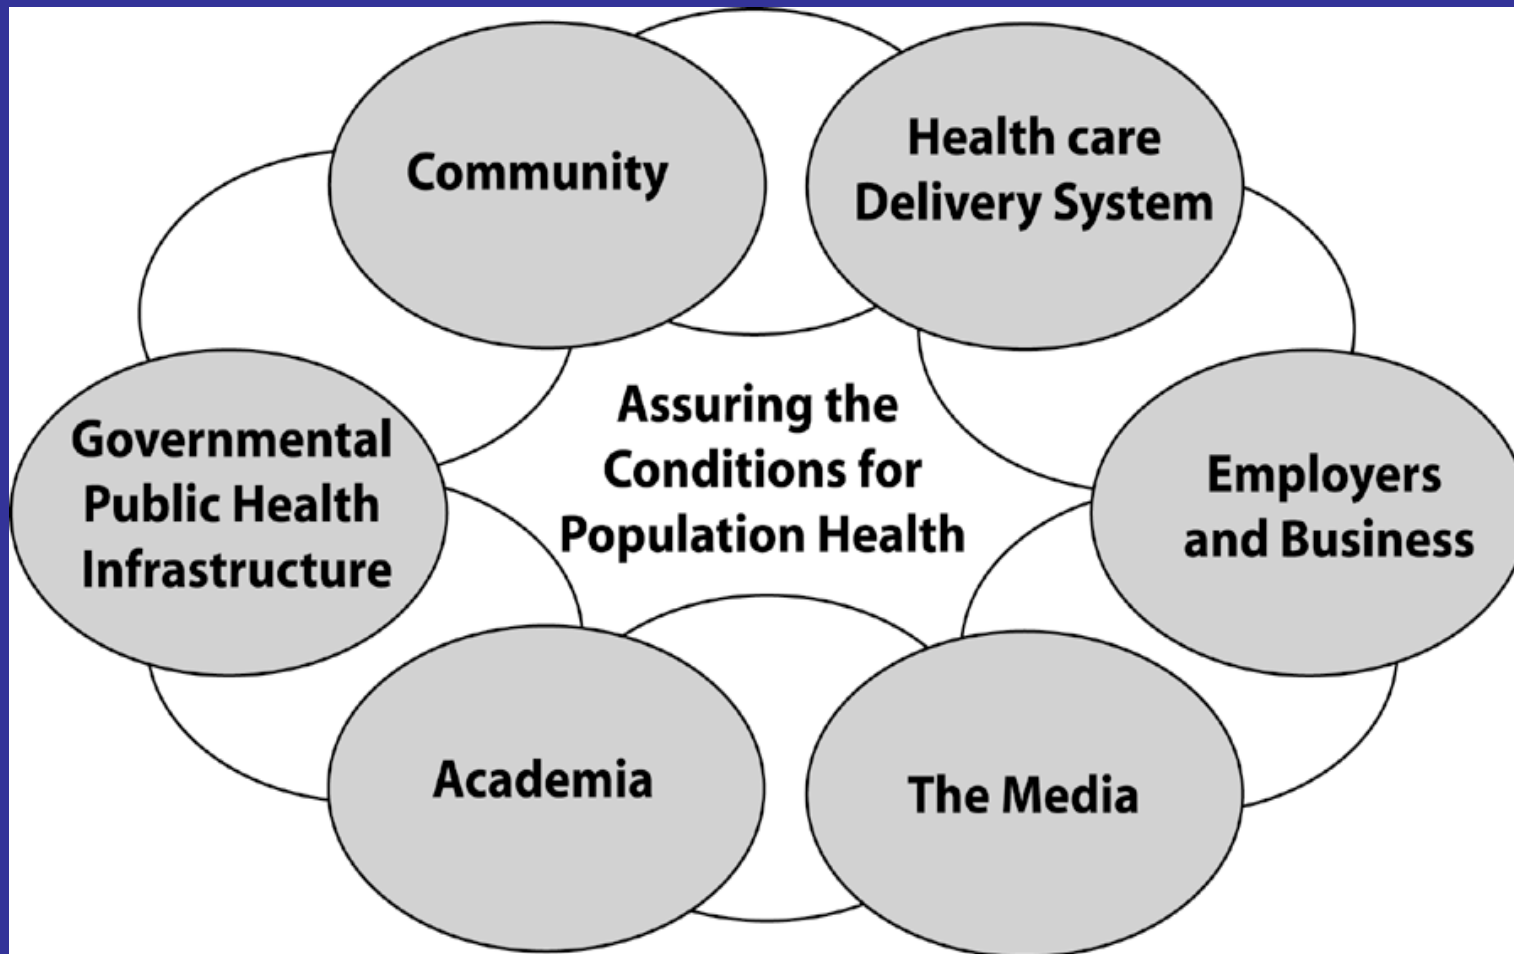 Community
Health care
Delivery System
Governmental
Public Health
Infrastructure
Assuring the
Conditions for
Population Health
Employers
and Business
Academia
The Media